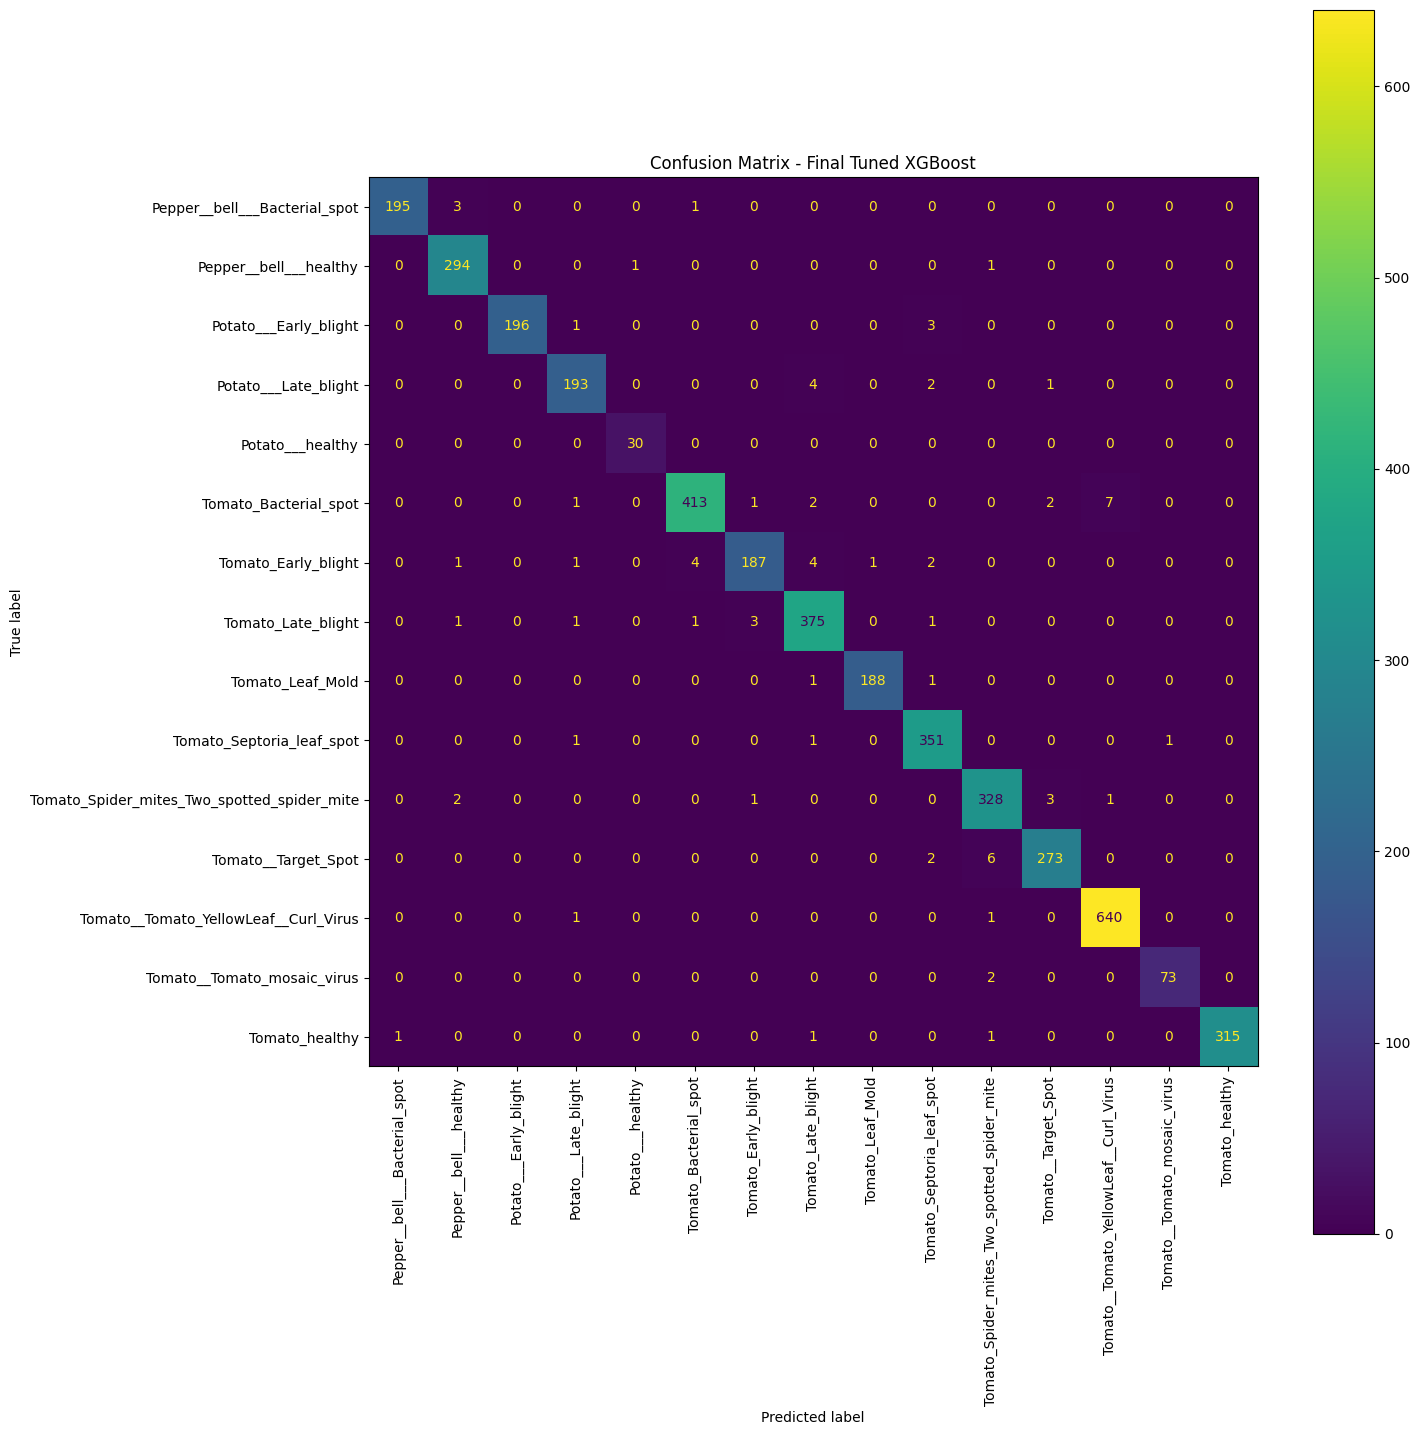 Confusion Matrix - Final Tuned XGBoost
Pepper__bell___Bacterial_spot 195 3 0 0 0 1 0 0 0 0 0 0 0 0 0
Pepper__bell___healthy 0 294 0 0 1 0 0 0 0 0 1 0 0 0 0
Potato___Early_blight 0 0 196 1 0 0 0 0 0 3 0 0 0 0 0
Potato___Late_blight 0 0 0 193 0 0 0 4 0 2 0 1 0 0 0
Potato___healthy 0 0 0 0 30 0 0 0 0 0 0 0 0 0 0
Tomato_Bacterial_spot 0 0 0 1 0 413 1 2 0 0 0 2 7 0 0
Tomato_Early_blight 0 1 0 1 0 4 187 4 1 2 0 0 0 0 0
Tomato_Late_blight 0 1 0 1 0 1 3 375 0 1 0 0 0 0 0
Tomato_Leaf_Mold 0 0 0 0 0 0 0 1 188 1 0 0 0 0 0
Tomato_Septoria_leaf_spot 0 0 0 1 0 0 0 1 0 351 0 0 0 1 0
Tomato_Spider_mites_Two_spotted_spider_mite 0 2 0 0 0 0 1 0 0 0 328 3 1 0 0
Tomato__Target_Spot 0 0 0 0 0 0 0 0 0 2 6 273 0 0 0
Tomato__Tomato_YellowLeaf__Curl_Virus 0 0 0 1 0 0 0 0 0 0 1 0 640 0 0
Tomato__Tomato_mosaic_virus 0 0 0 0 0 0 0 0 0 0 2 0 0 73 0
Tomato_healthy 1 0 0 0 0 0 0 1 0 0 1 0 0 0 315
True label
Pepper__bell___Bacterial_spot
Pepper__bell___healthy
Potato___Early_blight
Potato___Late_blight
Potato___healthy
Tomato_Bacterial_spot
Tomato_Early_blight
Tomato_Late_blight
Tomato_Leaf_Mold
Tomato_Septoria_leaf_spot
Tomato_Spider_mites_Two_spotted_spider_mite
Tomato__Target_Spot
Tomato__Tomato_YellowLeaf__Curl_Virus
Tomato__Tomato_mosaic_virus
Tomato_healthy
Predicted label
600
500
400
300
200
100
0